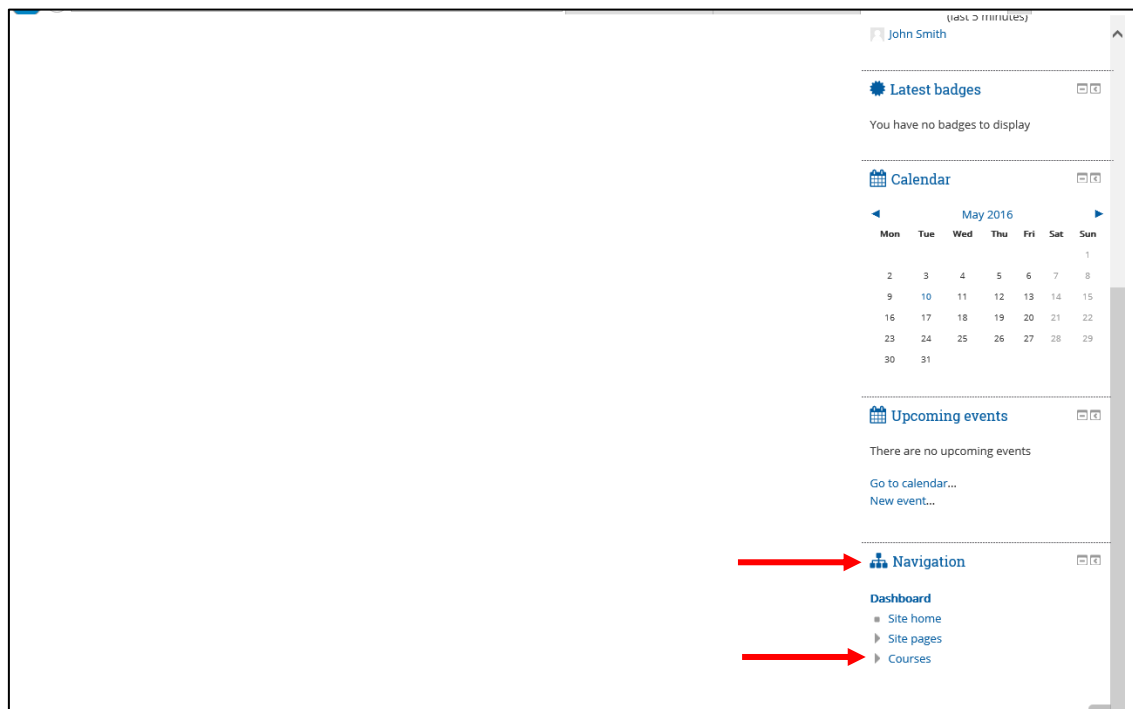 (last 5 minutes)
John Smith
Latest badges
You have no badges to display
Calendar
May 2016
Mon Tue Wed Thu Fri Sat Sun
1
2 3 4 5 6 7 8
9 10 11 12 13 14 15
16 17 18 19 20 21 22
23 24 25 26 27 28 29
30 31
Upcoming events
There are no upcoming events
Go to calendar...
New event...
Navigation
Dashboard
Site home
Site pages
Courses